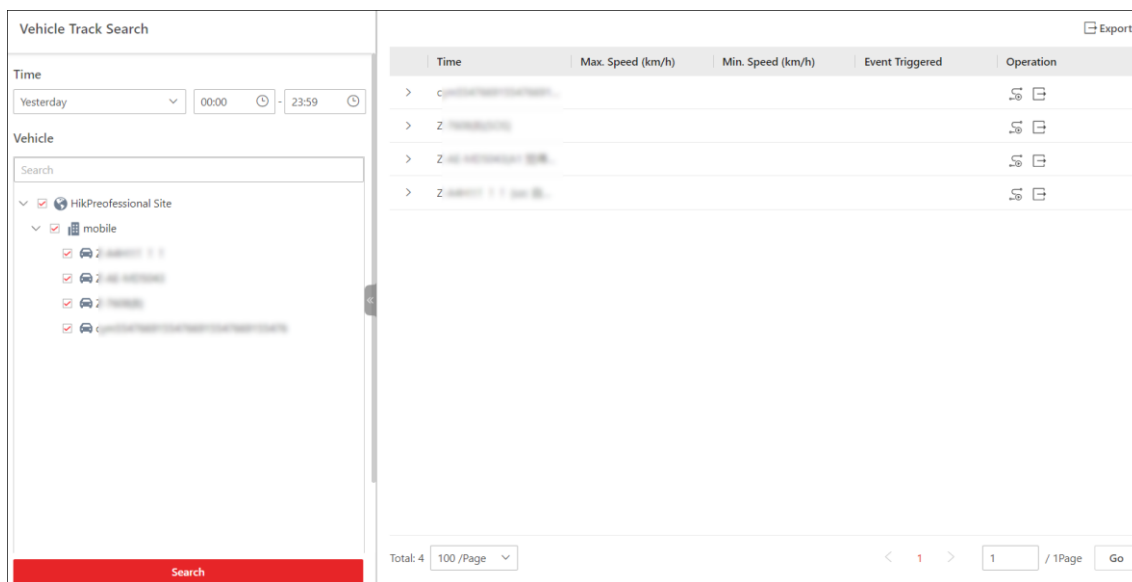 Vehicle Track Search
Time
Yesterday 00:00 - 23:59
Vehicle
Search
HikPreofessional Site
mobile
Search
Export
Time Max. Speed (km/h) Min. Speed (km/h) Event Triggered Operation
Total: 4 100 /Page < 1 > 1 / 1Page Go